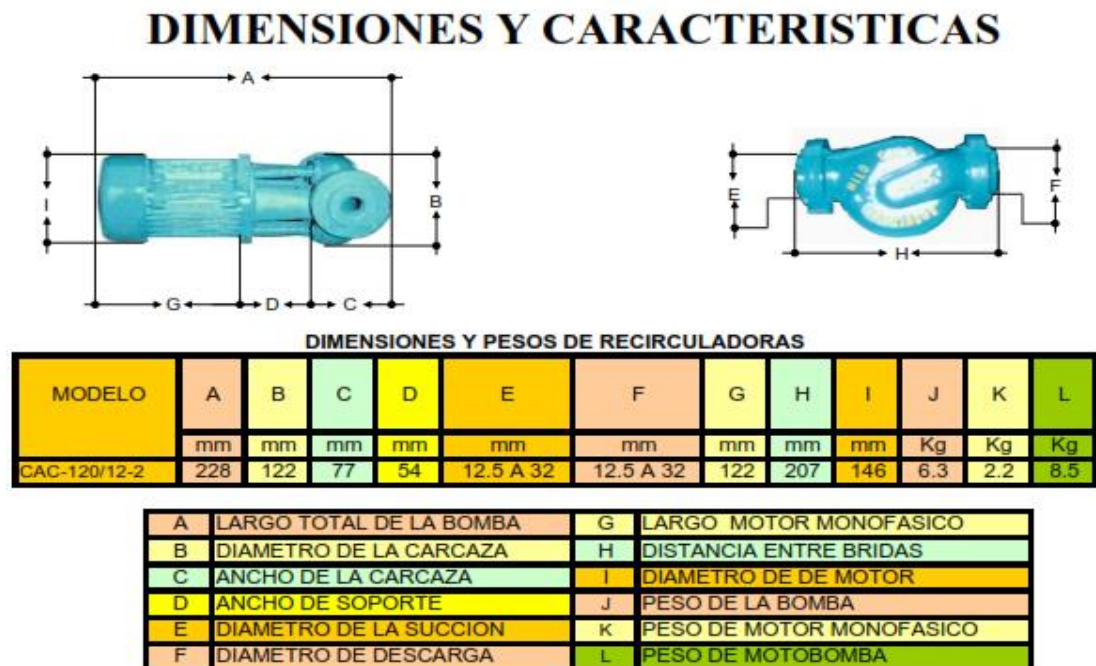 DIMENSIONES Y CARACTERISTICAS
A
I
B
G D C
E
F
H
DIMENSIONES Y PESOS DE RECIRCULADORAS
MODELO A B C D E F G H I J K L
mm mm mm mm mm mm mm mm mm Kg Kg Kg
CAC-120/12-2 228 122 77 54 12.5 A 32 12.5 A 32 122 207 146 6.3 2.2 8.5
A LARGO TOTAL DE LA BOMBA G LARGO MOTOR MONOFASICO
B DIAMETRO DE LA CARCAZA H DISTANCIA ENTRE BRIDAS
C ANCHO DE LA CARCAZA I DIAMETRO DE DE MOTOR
D ANCHO DE SOPORTE J PESO DE LA BOMBA
E DIAMETRO DE LA SUCCION K PESO DE MOTOR MONOFASICO
F DIAMETRO DE DESCARGA L PESO DE MOTOBOMBA